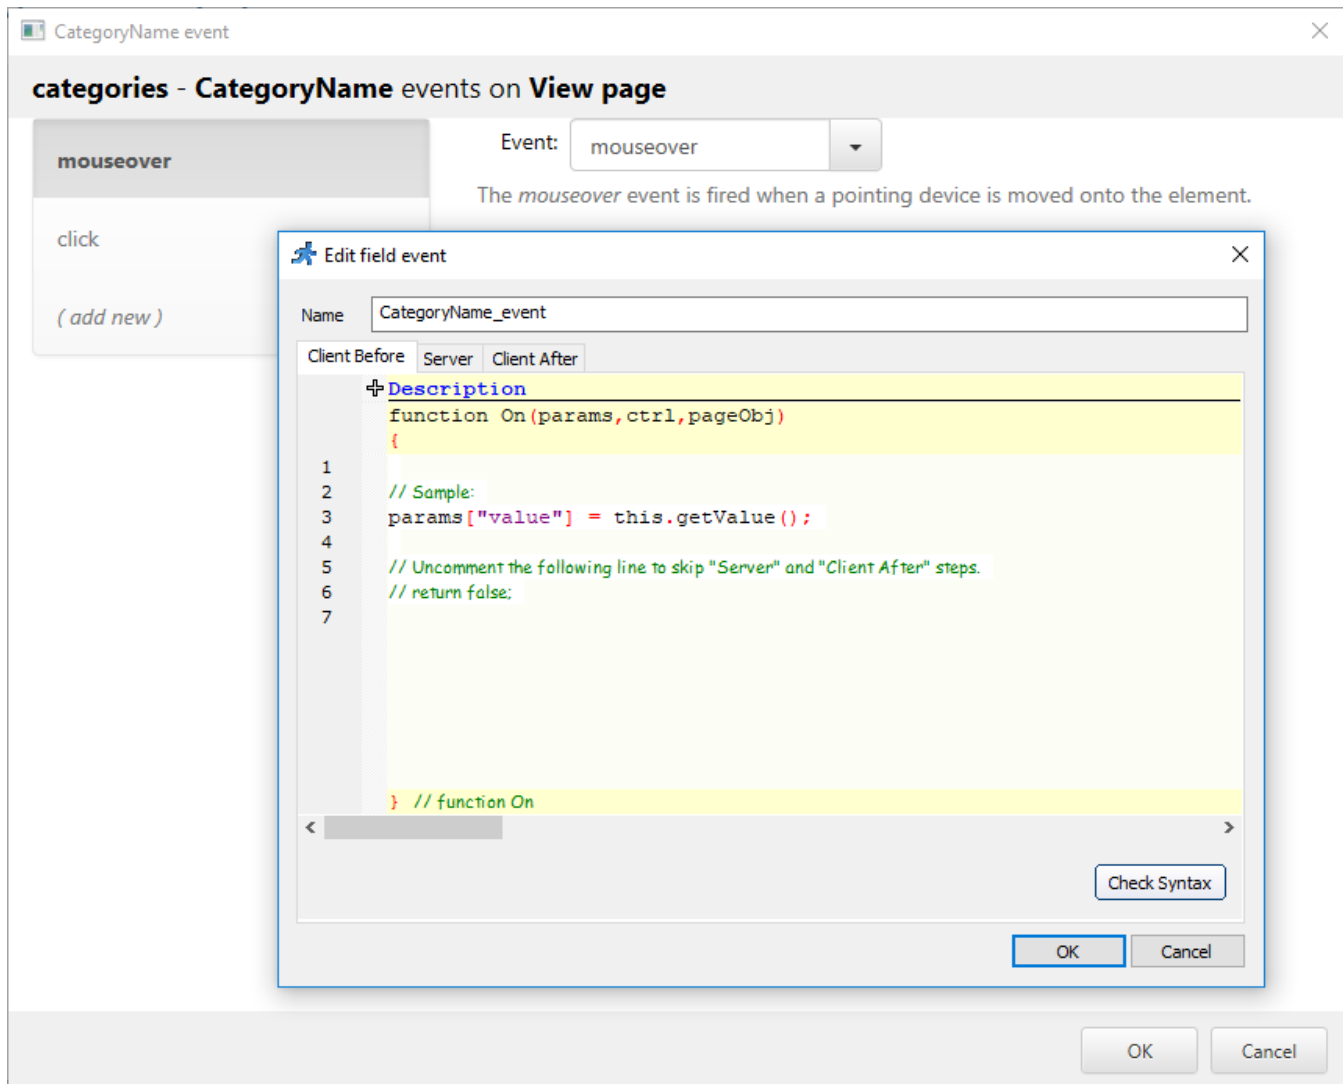 CategoryName event
categories - CategoryName events on View page
mouseover
Event: mouseover
The mouseover event is fired when a pointing device is moved onto the element.
click
( add new )
Edit field event
Name CategoryName_event
Client Before Server Client After
Description
function On(params,ctrl,pageObj)
{
1
2 // Sample:
3 params["value"] = this.getValue();
4
5 // Uncomment the following line to skip "Server" and "Client After" steps.
6 // return false;
7
} // function On
Check Syntax
OK Cancel
OK Cancel